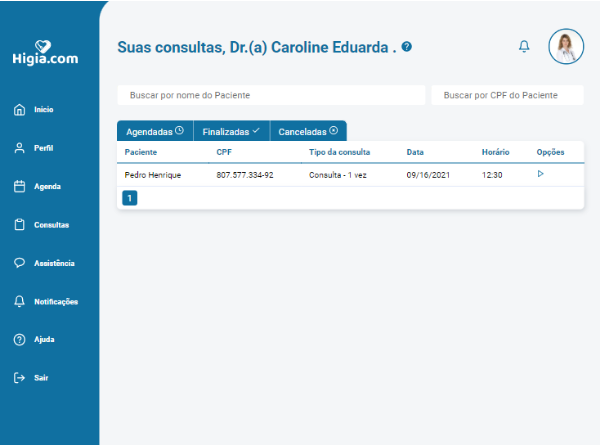 Higia.com
Inicio
Perfil
Agenda
Consultas
Assistência
Notificações
Ajuda
Sair
Suas consultas, Dr.(a) Caroline Eduarda . ?
Buscar por nome do Paciente Buscar por CPF do Paciente
Agendadas Finalizadas Canceladas
Paciente CPF Tipo da consulta Data Horário Opções
Pedro Henrique 807.577.334-92 Consulta - 1 vez 09/16/2021 12:30
1